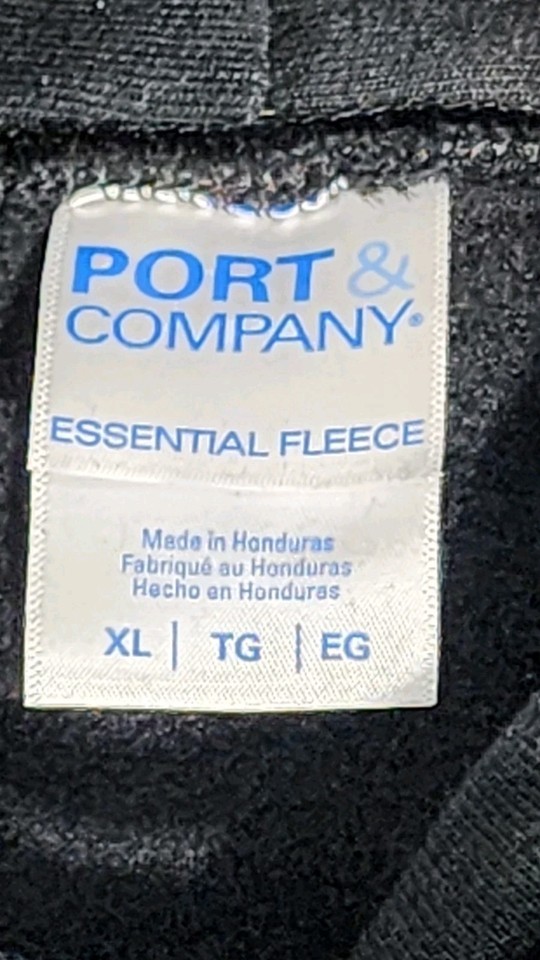 PORT &
COMPANY®
ESSENTIAL FLEECE
Made in Honduras
Fabriqué au Honduras
Hecho en Honduras
XL | TG | EG